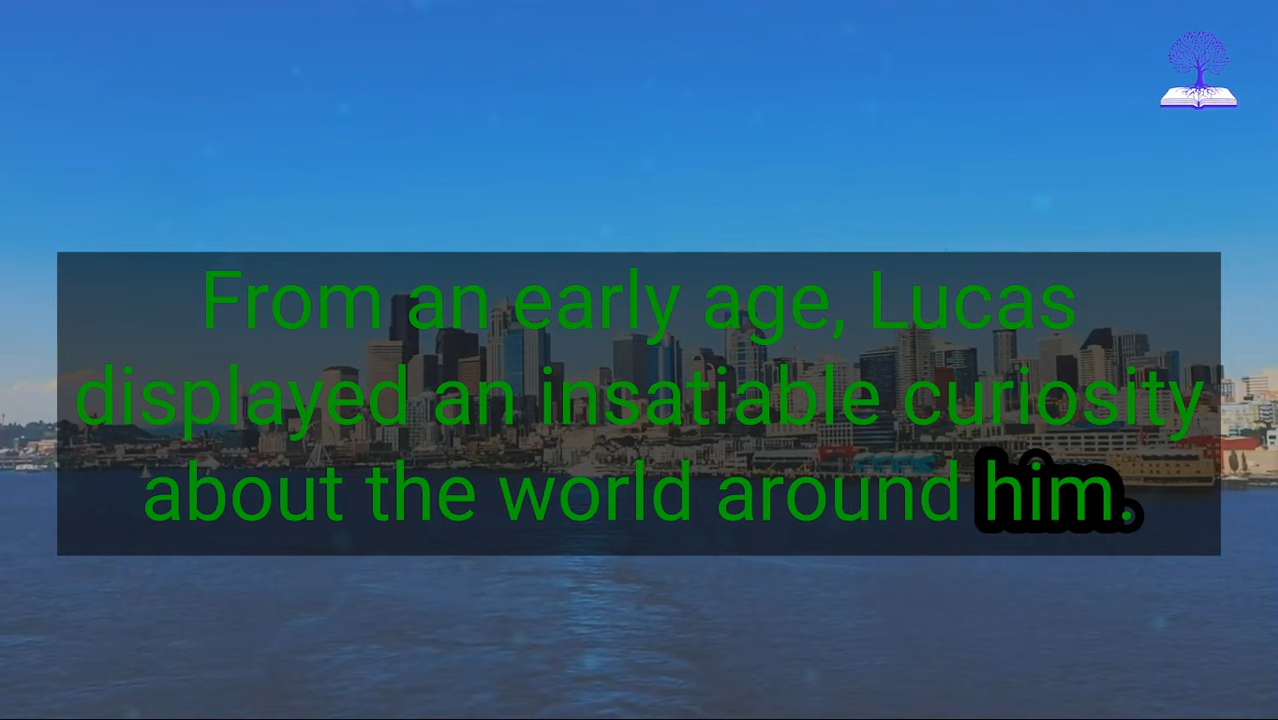 From an early age, Lucas
displayed an insatiable curiosity
about the world around him.